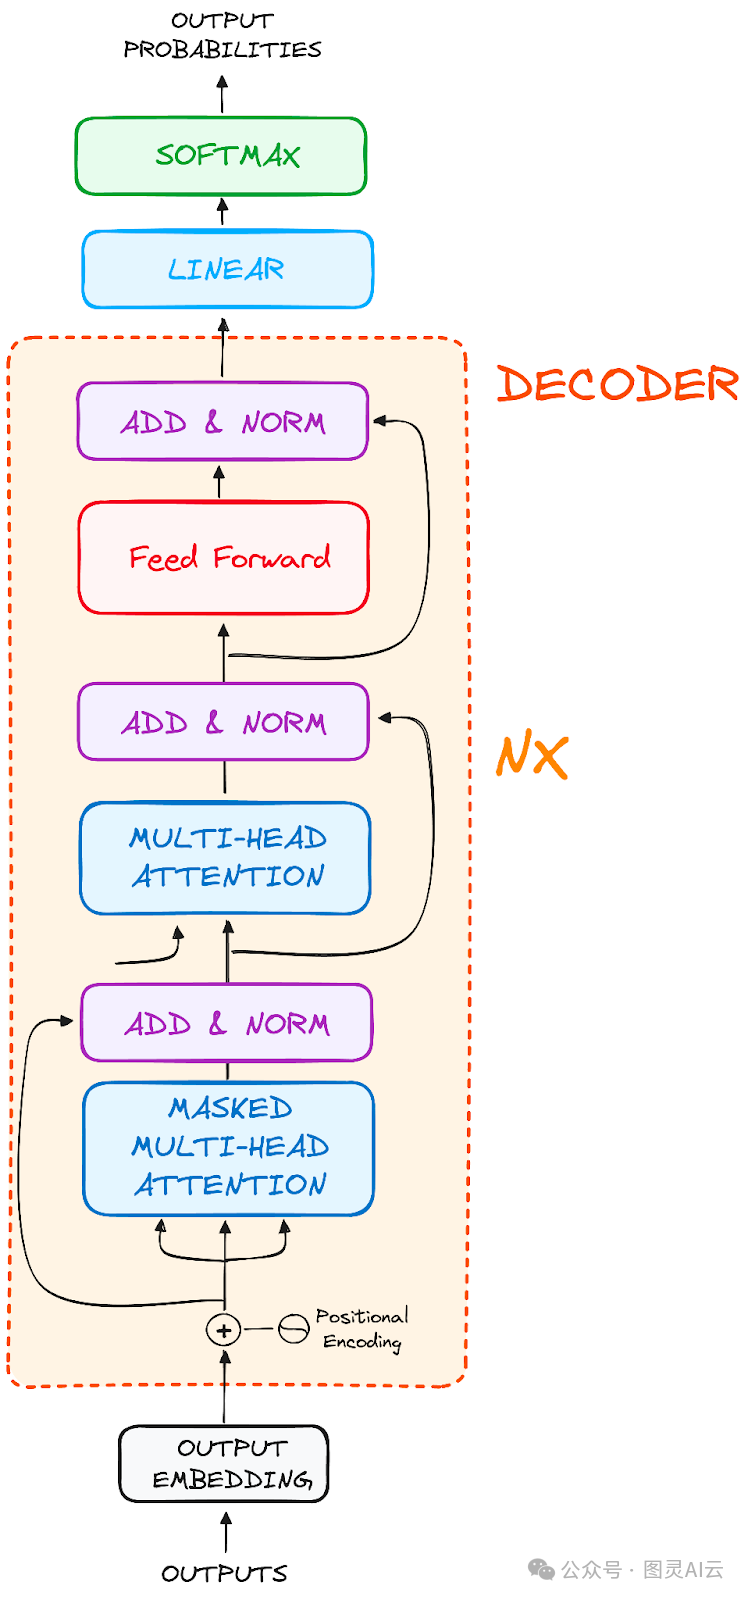 OUTPUT
PROBABILITIES
SOFTMAX
LINEAR
DECODER
ADD & NORM
Feed Forward
ADD & NORM
NX
MULTI-HEAD
ATTENTION
ADD & NORM
MASKED
MULTI-HEAD
ATTENTION
+
Positional
Encoding
OUTPUT
EMBEDDING
OUTPUTS
公众号 · 图灵AI云